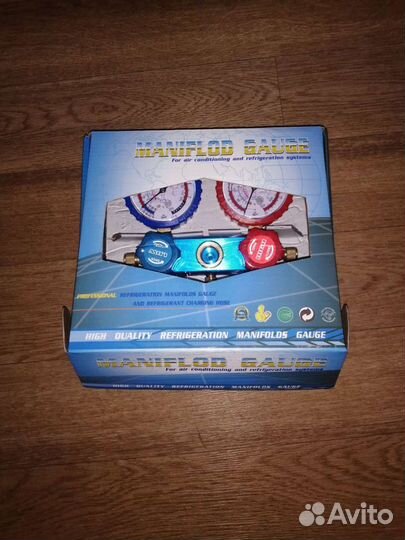 MANIFLOD GAUGE
For air conditioning and refrigeration systems
PROFESSIONAL REFRIGERATION MANIFOLDS GAUGE
AND REFRIGERANT CHARGING HOSE
HIGH QUALITY REFRIGERATION MANIFOLDS GAUGE
MANIFLOD GAUGE
For air conditioning and refrigeration systems
HIGH QUALITY REFRIGERATION MANIFOLDS GAUGE
Avito